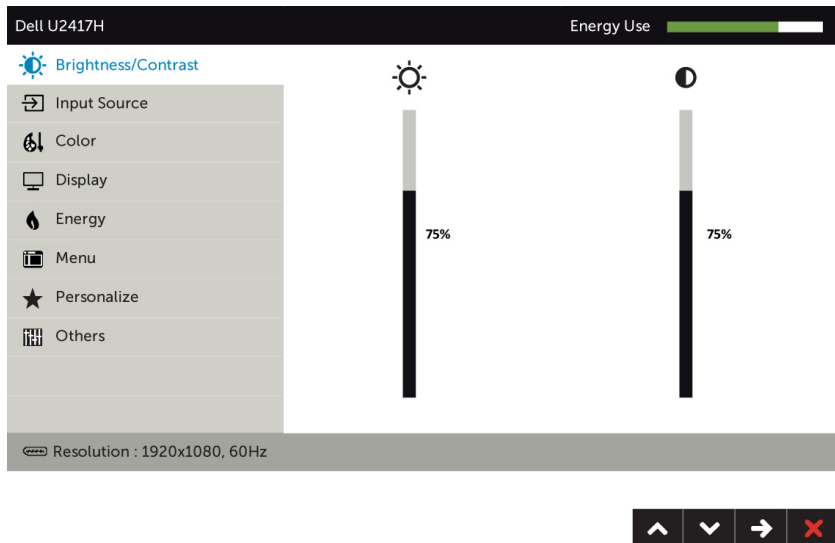 Dell U2417H
Energy Use
Brightness/Contrast
Input Source
Color
Display
Energy
Menu
Personalize
Others
75%
75%
Resolution : 1920x1080, 60Hz